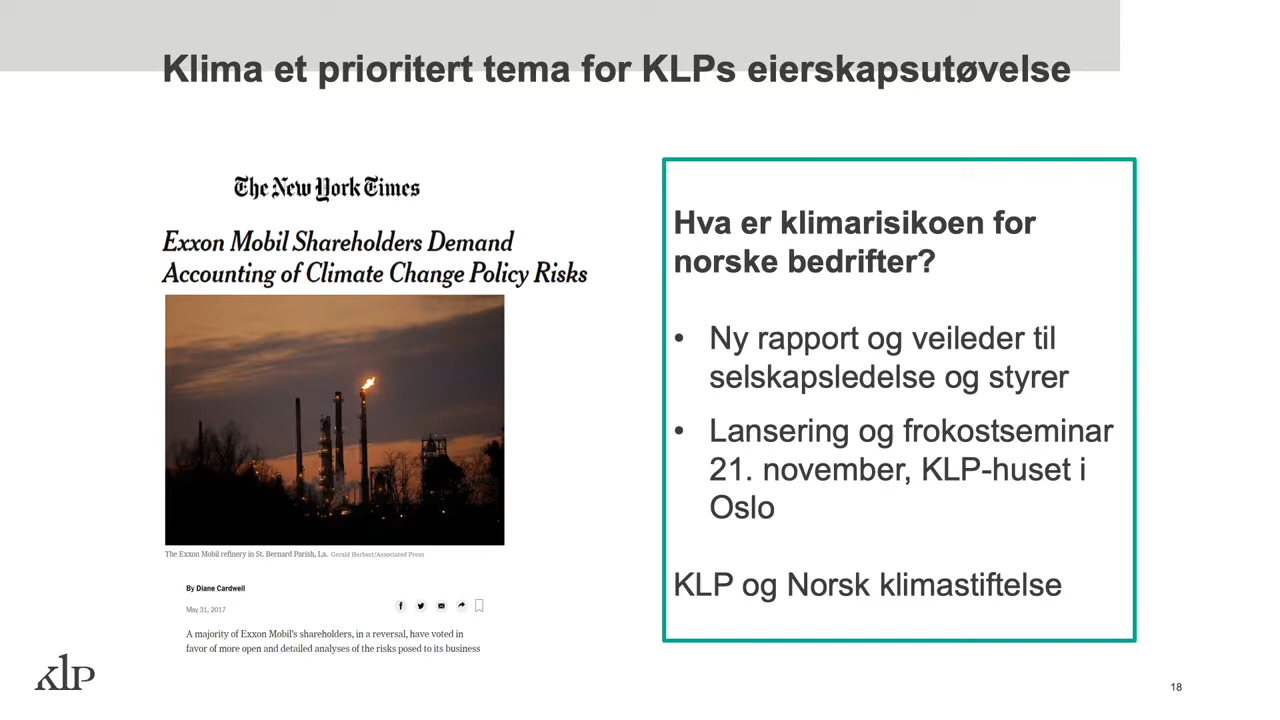 Klima et prioritert tema for KLPs eierskapsutøvelse
The New York Times
Exxon Mobil Shareholders Demand
Accounting of Climate Change Policy Risks
The Exxon Mobil refinery in St. Bernard Parish, La. Gerald Herbert/Associated Press
By Diane Cardwell
May 31, 2017
A majority of Exxon Mobil's shareholders, in a reversal, have voted in
favor of more open and detailed analyses of the risks posed to its business
Hva er klimarisikoen for
norske bedrifter?
• Ny rapport og veileder til
selskapsledelse og styrer
• Lansering og frokostseminar
21. november, KLP-huset i
Oslo
KLP og Norsk klimastiftelse
klp
18